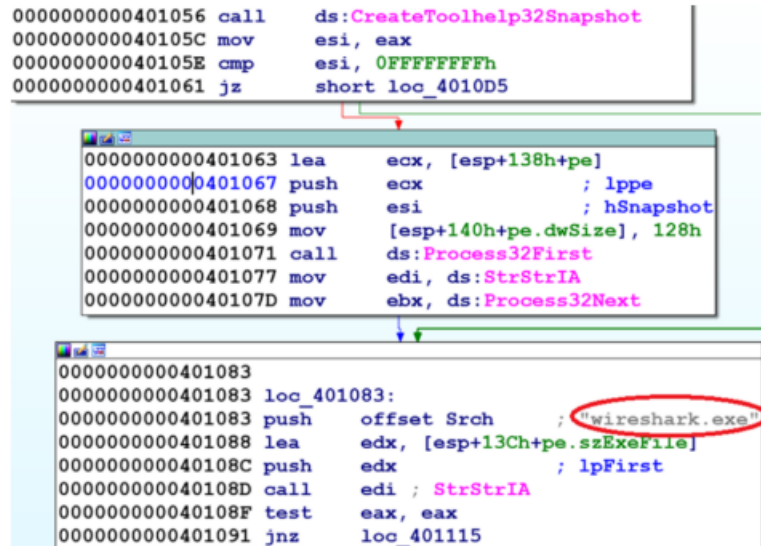 0000000000401056 call    ds:CreateToolhelp32Snapshot
000000000040105C mov     esi, eax
000000000040105E cmp     esi, 0FFFFFFFFh
0000000000401061 jz      short loc_4010D5
0000000000401063 lea     ecx, [esp+138h+pe]
0000000000401067 push    ecx             ; lppe
0000000000401068 push    esi             ; hSnapshot
0000000000401069 mov     [esp+140h+pe.dwSize], 128h
0000000000401071 call    ds:Process32First
0000000000401077 mov     edi, ds:StrStrIA
000000000040107D mov     ebx, ds:Process32Next
0000000000401083
0000000000401083 loc_401083:
0000000000401083 push    offset Srch     ; "wireshark.exe"
0000000000401088 lea     edx, [esp+13Ch+pe.szExeFile]
000000000040108C push    edx             ; lpFirst
000000000040108D call    edi ; StrStrIA
000000000040108F test    eax, eax
0000000000401091 jnz     loc_401115